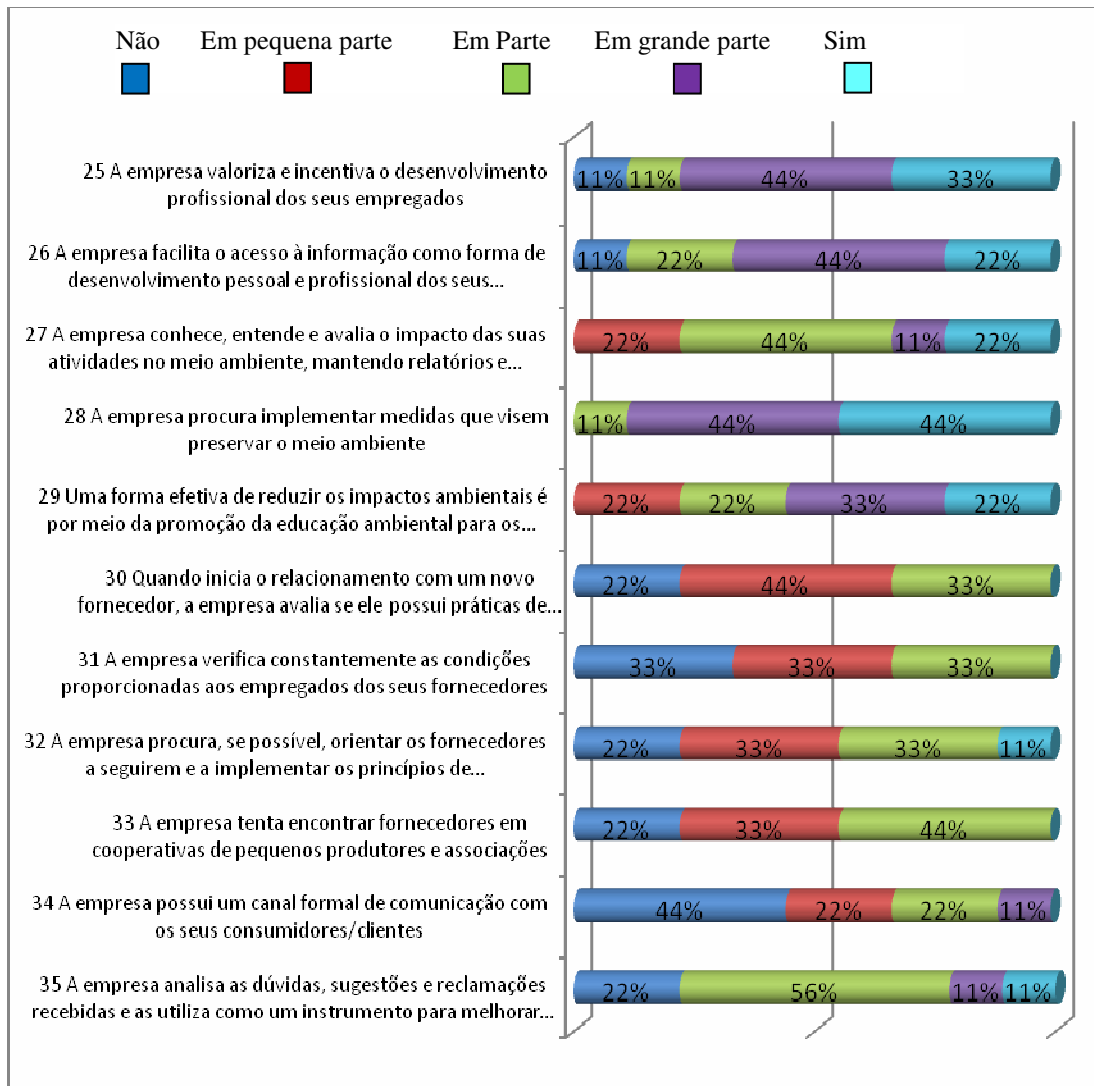 Não Em pequena parte Em Parte Em grande parte Sim
25 A empresa valoriza e incentiva o desenvolvimento
profissional dos seus empregados
11% 11% 44% 33%
26 A empresa facilita o acesso à informação como forma de
desenvolvimento pessoal e profissional dos seus...
11% 22% 44% 22%
27 A empresa conhece, entende e avalia o impacto das suas
atividades no meio ambiente, mantendo relatórios e...
22% 44% 11% 22%
28 A empresa procura implementar medidas que visem
preservar o meio ambiente
11% 44% 44%
29 Uma forma efetiva de reduzir os impactos ambientais é
por meio da promoção da educação ambiental para os...
22% 22% 33% 22%
30 Quando inicia o relacionamento com um novo
fornecedor, a empresa avalia se ele possui práticas de...
22% 44% 33%
31 A empresa verifica constantemente as condições
proporcionadas aos empregados dos seus fornecedores
33% 33% 33%
32 A empresa procura, se possível, orientar os fornecedores
a seguirem e a implementar os princípios de...
22% 33% 33% 11%
33 A empresa tenta encontrar fornecedores em
cooperativas de pequenos produtores e associações
22% 33% 44%
34 A empresa possui um canal formal de comunicação com
os seus consumidores/clientes
44% 22% 22% 11%
35 A empresa analisa as dúvidas, sugestões e reclamações
recebidas e as utiliza como um instrumento para melhorar...
22% 56% 11% 11%